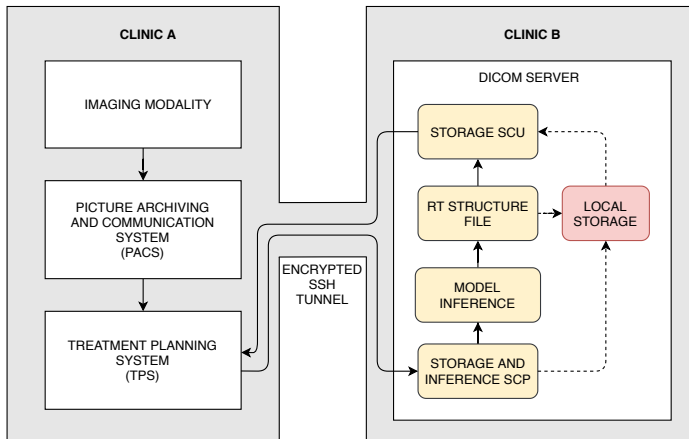 CLINIC A
IMAGING MODALITY
PICTURE ARCHIVING
AND COMMUNICATION
SYSTEM
(PACS)
TREATMENT PLANNING
SYSTEM
(TPS)
ENCRYPTED
SSH
TUNNEL
CLINIC B
DICOM SERVER
STORAGE SCU
RT STRUCTURE
FILE
LOCAL
STORAGE
MODEL
INFERENCE
STORAGE AND
INFERENCE SCP